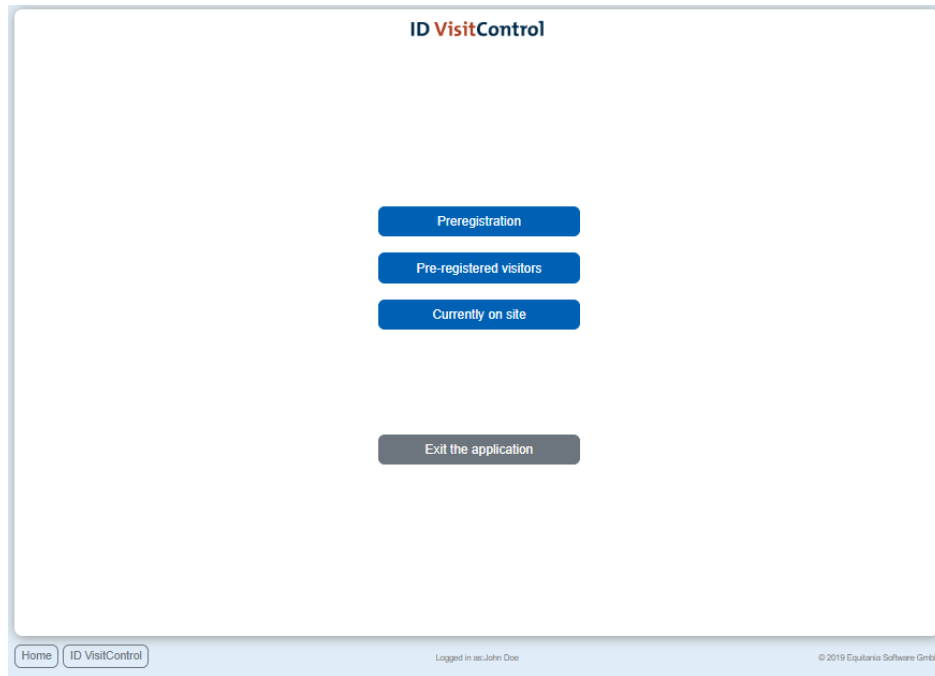 ID VisitControl
Preregistration
Pre-registered visitors
Currently on site
Exit the application
Home ID VisitControl Logged in as:John Doe © 2019 Equitania Software GmbH